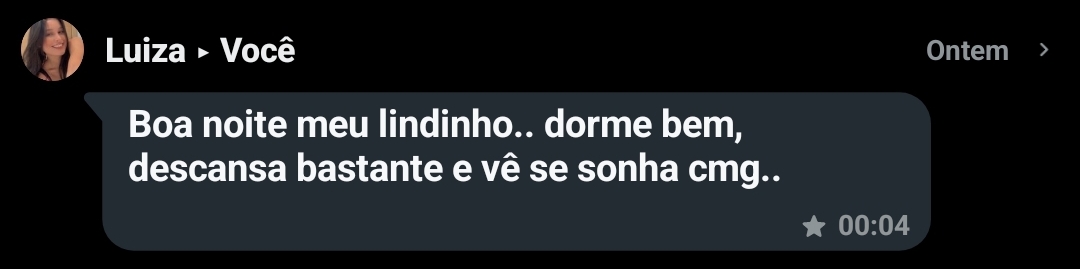 Luiza ▸ Você
Ontem
Boa noite meu lindinho.. dorme bem,
descansa bastante e vê se sonha cmg..
★ 00:04